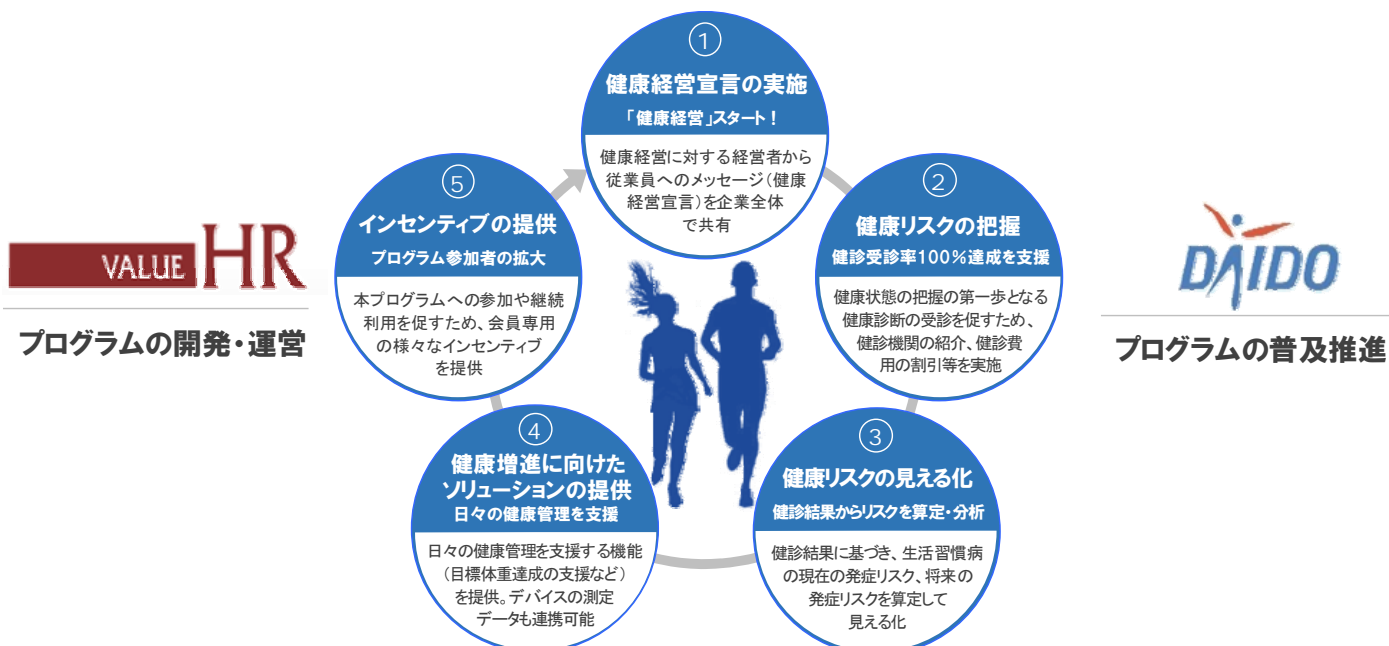 ①
健康経営宣言の実施
「健康経営」スタート！
健康経営に対する経営者から
従業員へのメッセージ（健康
経営宣言）を企業全体
で共有
②
健康リスクの把握
健診受診率100％達成を支援
健康状態の把握の第一歩となる
健康診断の受診を促すため、
健診機関の紹介、健診費
用の割引等を実施
③
健康リスクの見える化
健診結果からリスクを算定・分析
健診結果に基づき、生活習慣病
の現在の発症リスク、将来の
発症リスクを算定して
見える化
④
健康増進に向けた
ソリューションの提供
日々の健康管理を支援
日々の健康管理を支援する機能
（目標体重達成の支援など）
を提供。デバイスの測定
データも連携可能
⑤
インセンティブの提供
プログラム参加者の拡大
本プログラムへの参加や継続
利用を促すため、会員専用
の様々なインセンティブ
を提供
VALUE HR
プログラムの開発・運営
DAIDO
プログラムの普及推進